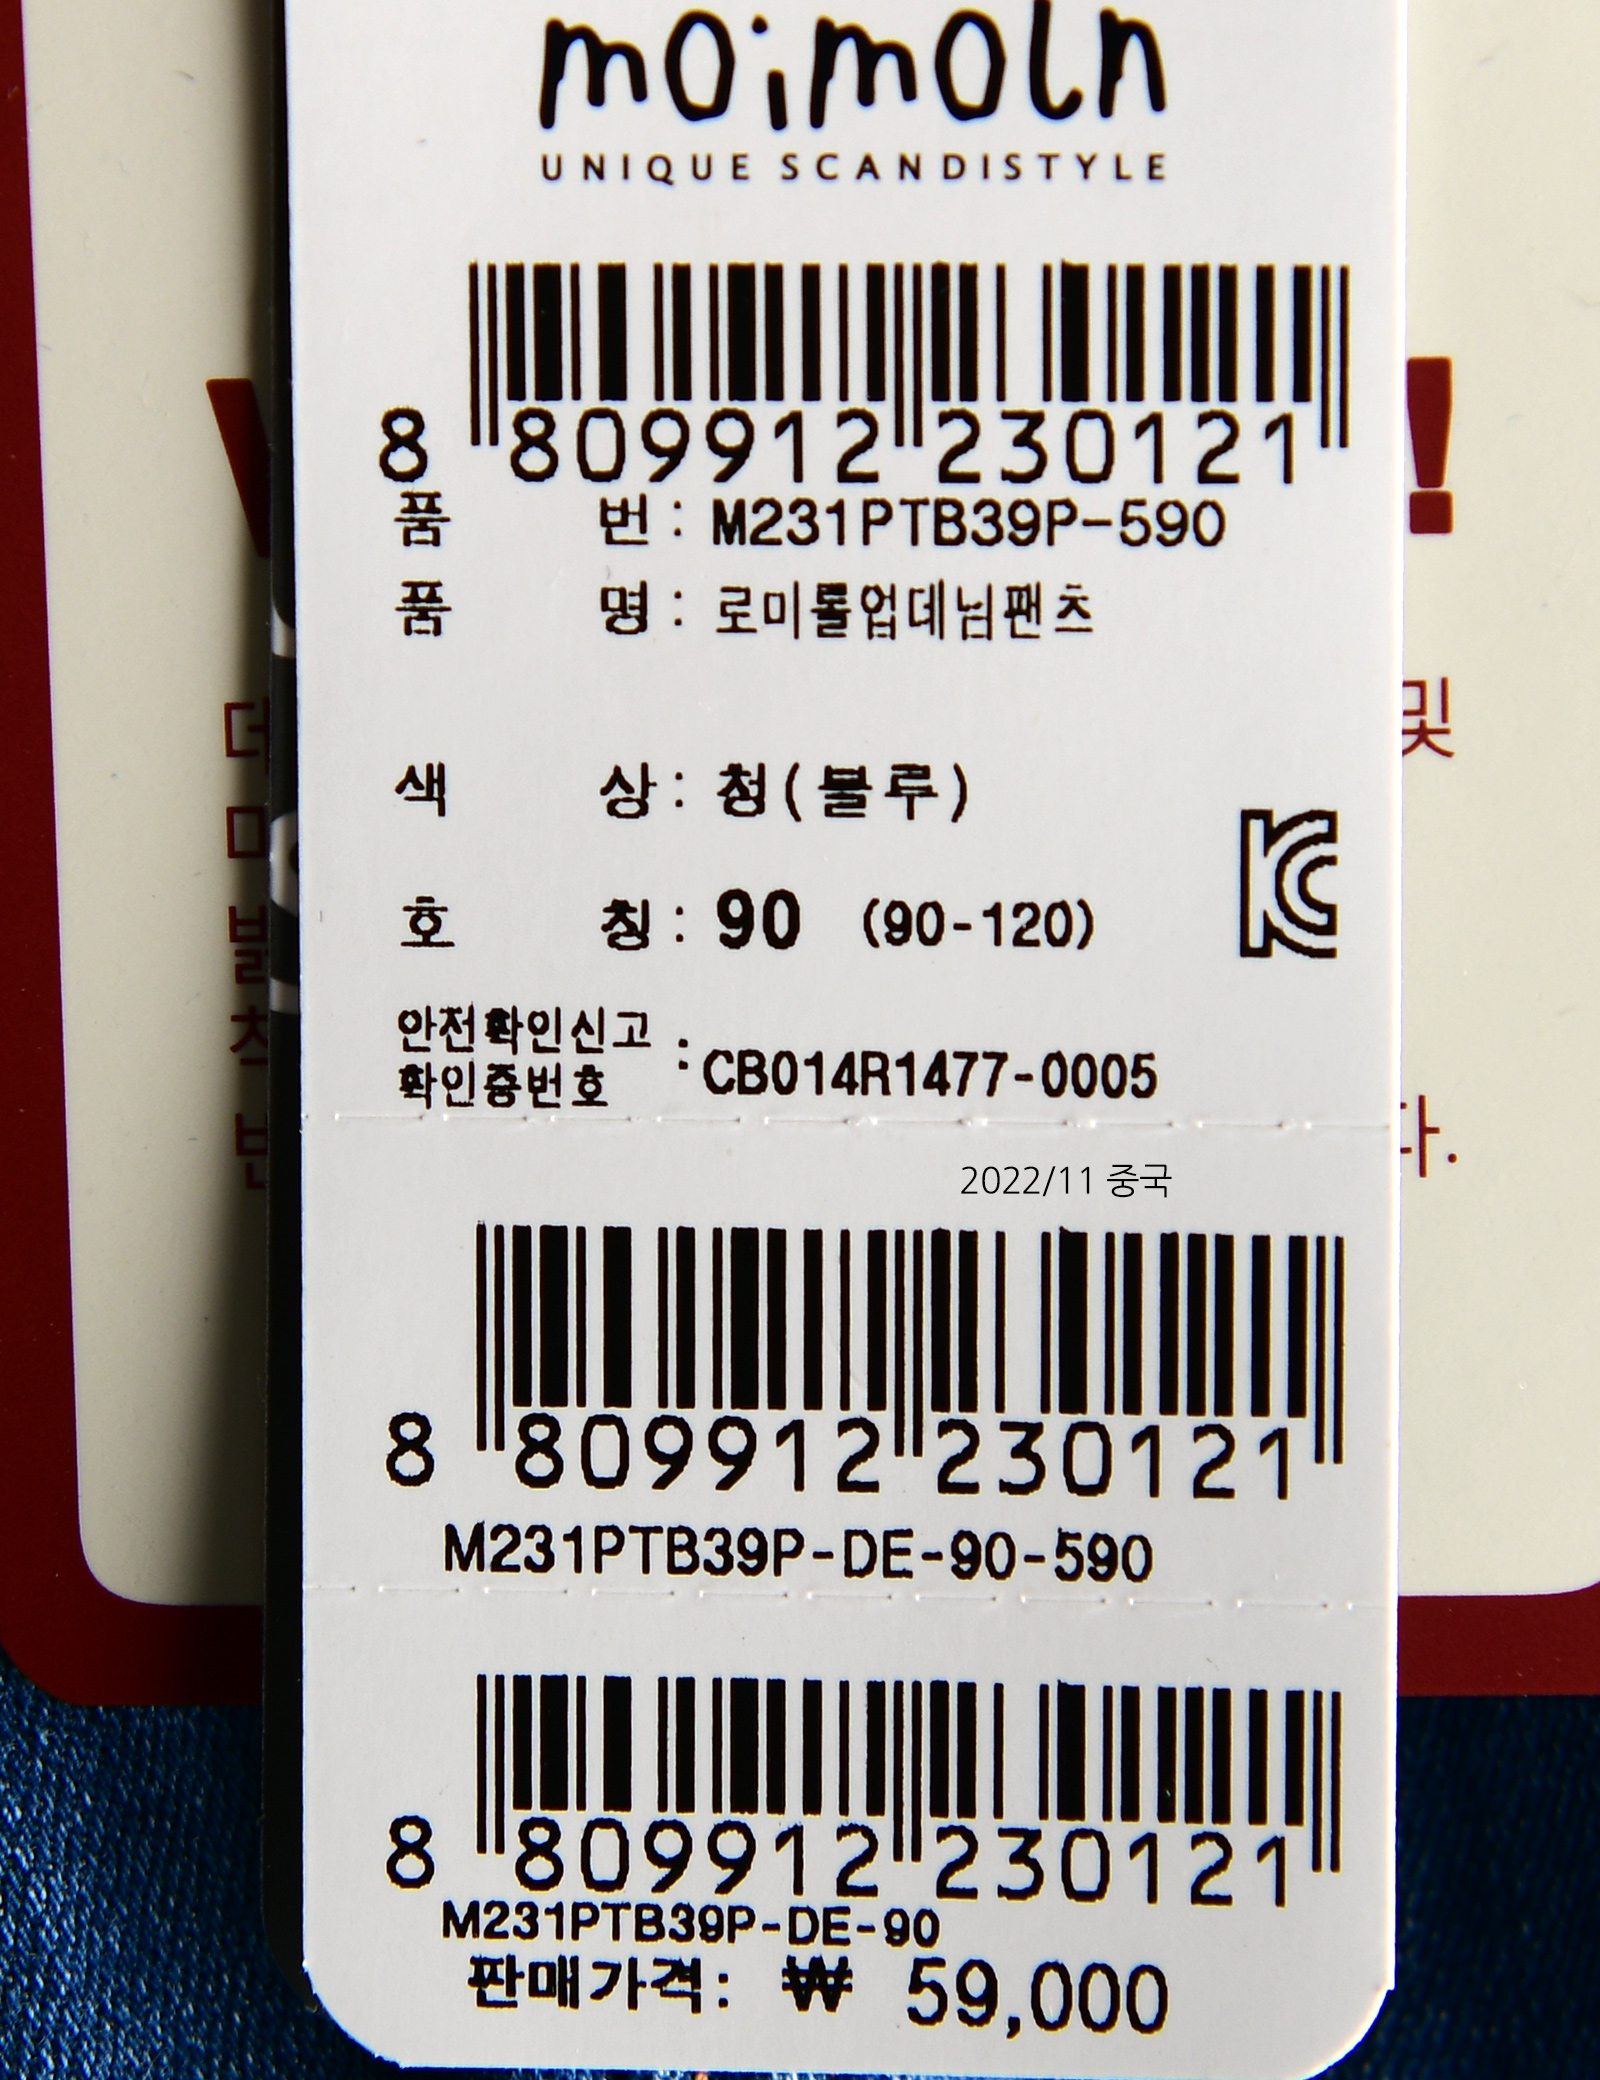 moimoln
UNIQUE SCANDISTYLE
8 809912 230121
품 번 : M231PTB39P-590
품 명 : 로미롤업데님팬츠
색 상 : 청(블루)
호 칭 : 90 (90-120)
안전확인신고
확인증번호 : CB014R1477-0005
2022/11 중국
8 809912 230121
M231PTB39P-DE-90-590
8 809912 230121
M231PTB39P-DE-90
판매가격: ₩ 59,000
!
및
다.